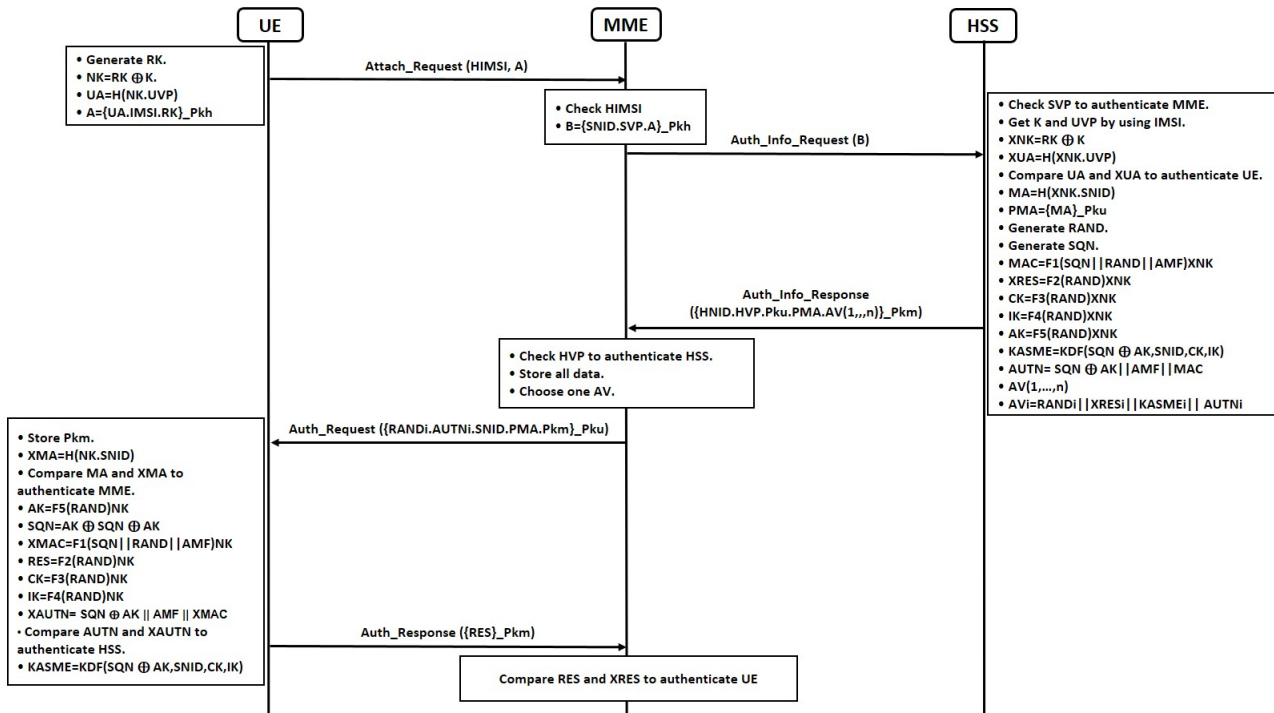 UE
MME
HSS
• Generate RK.
• NK=RK ⊕ K.
• UA=H(NK.UVP)
• A={UA.IMSI.RK}_Pkh
Attach_Request (HIMSI, A)
• Check HIMSI
• B={SNID.SVP.A}_Pkh
Auth_Info_Request (B)
• Check SVP to authenticate MME.
• Get K and UVP by using IMSI.
• XNK=RK ⊕ K
• XUA=H(XNK.UVP)
• Compare UA and XUA to authenticate UE.
• MA=H(XNK.SNID)
• PMA={MA}_Pku
• Generate RAND.
• Generate SQN.
• MAC=F1(SQN||RAND||AMF)XNK
• XRES=F2(RAND)XNK
• CK=F3(RAND)XNK
• IK=F4(RAND)XNK
• AK=F5(RAND)XNK
• KASME=KDF(SQN ⊕ AK,SNID,CK,IK)
• AUTN= SQN ⊕ AK||AMF||MAC
• AV(1,...,n)
• AVi=RANDi||XRESi||KASMEi|| AUTNi
Auth_Info_Response
({HNID.HVP.Pku.PMA.AV(1,,,n)}_Pkm)
• Check HVP to authenticate HSS.
• Store all data.
• Choose one AV.
Auth_Request ({RANDi.AUTNi.SNID.PMA.Pkm}_Pku)
• Store Pkm.
• XMA=H(NK.SNID)
• Compare MA and XMA to
authenticate MME.
• AK=F5(RAND)NK
• SQN=AK ⊕ SQN ⊕ AK
• XMAC=F1(SQN||RAND||AMF)NK
• RES=F2(RAND)NK
• CK=F3(RAND)NK
• IK=F4(RAND)NK
• XAUTN= SQN ⊕ AK || AMF || XMAC
• Compare AUTN and XAUTN to
authenticate HSS.
• KASME=KDF(SQN ⊕ AK,SNID,CK,IK)
Auth_Response ({RES}_Pkm)
Compare RES and XRES to authenticate UE